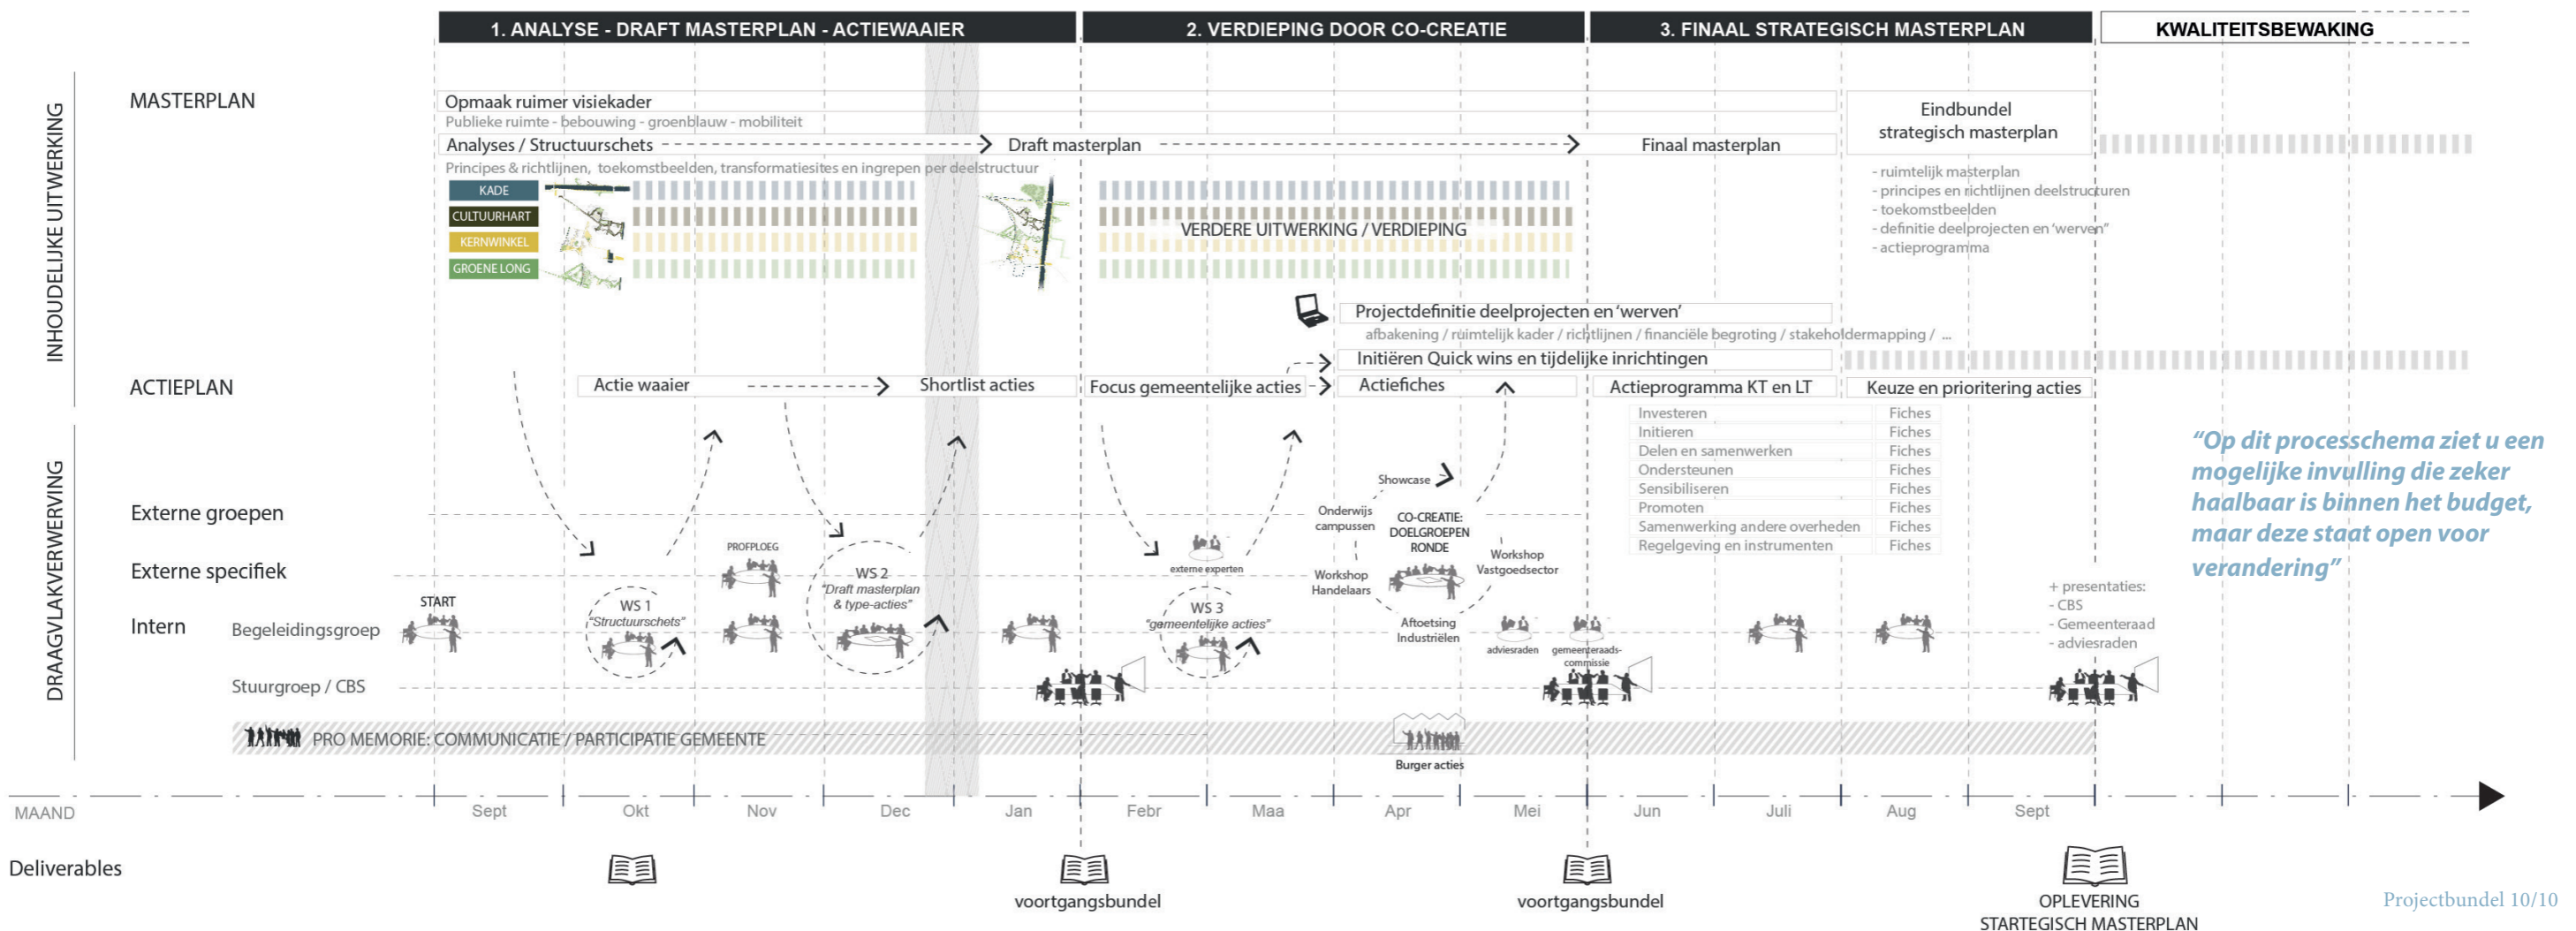 1. ANALYSE - DRAFT MASTERPLAN - ACTIEWAAIER
2. VERDIEPING DOOR CO-CREATIE
3. FINAAL STRATEGISCH MASTERPLAN
KWALITEITSBEWAKING
INHOUDELIJKE UITWERKING
MASTERPLAN
Opmaak ruimer visiekader
Publieke ruimte - bebouwing - groenblauw - mobiliteit
Analyses / Structuurschets
Draft masterplan
Finaal masterplan
Eindbundel
strategisch masterplan
Principes & richtlijnen, toekomstbeelden, transformatiesites en ingrepen per deelstructuur
KADE
CULTUURHART
KERNWINKEL
GROENE LONG
VERDERE UITWERKING / VERDIEPING
- ruimtelijk masterplan
- principes en richtlijnen deelstructuren
- toekomstbeelden
- definitie deelprojecten en 'werven"
- actieprogramma
Projectdefinitie deelprojecten en 'werven'
afbakening / ruimtelijk kader / richtlijnen / financiële begroting / stakeholdermapping / ...
Initiëren Quick wins en tijdelijke inrichtingen
ACTIEPLAN
Actie waaier
Shortlist acties
Focus gemeentelijke acties
Actiefiches
Actieprogramma KT en LT
Keuze en prioritering acties
Investeren Fiches
Initieren Fiches
Delen en samenwerken Fiches
Ondersteunen Fiches
Sensibiliseren Fiches
Promoten Fiches
Samenwerking andere overheden Fiches
Regelgeving en instrumenten Fiches
"Op dit processchema ziet u een
mogelijke invulling die zeker
haalbaar is binnen het budget,
maar deze staat open voor
verandering"
DRAAGVLAKVERWERVING
Externe groepen
Externe specifiek
Intern
Begeleidingsgroep
Stuurgroep / CBS
START
WS 1
"Structuurschets"
PROFPLOEG
WS 2
"Draft masterplan
& type-acties"
externe experten
WS 3
"gemeentelijke acties"
Showcase
Onderwijs
campussen
CO-CREATIE:
DOELGROEPEN
RONDE
Workshop
Handelaars
Workshop
Vastgoedsector
Aftoetsing
Industriëlen
adviesraden
gemeenteraads-
commissie
+ presentaties:
- CBS
- Gemeenteraad
- adviesraden
PRO MEMORIE: COMMUNICATIE / PARTICIPATIE GEMEENTE
Burger acties
MAAND
Sept
Okt
Nov
Dec
Jan
Febr
Maa
Apr
Mei
Jun
Juli
Aug
Sept
Deliverables
voortgangsbundel
voortgangsbundel
OPLEVERING
STARTEGISCH MASTERPLAN
Projectbundel 10/10